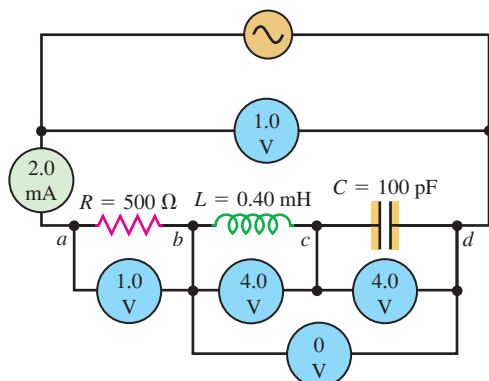 1.0
V
2.0
mA
R = 500 Ω
L = 0.40 mH
C = 100 pF
a
b
c
d
1.0
V
4.0
V
4.0
V
0
V